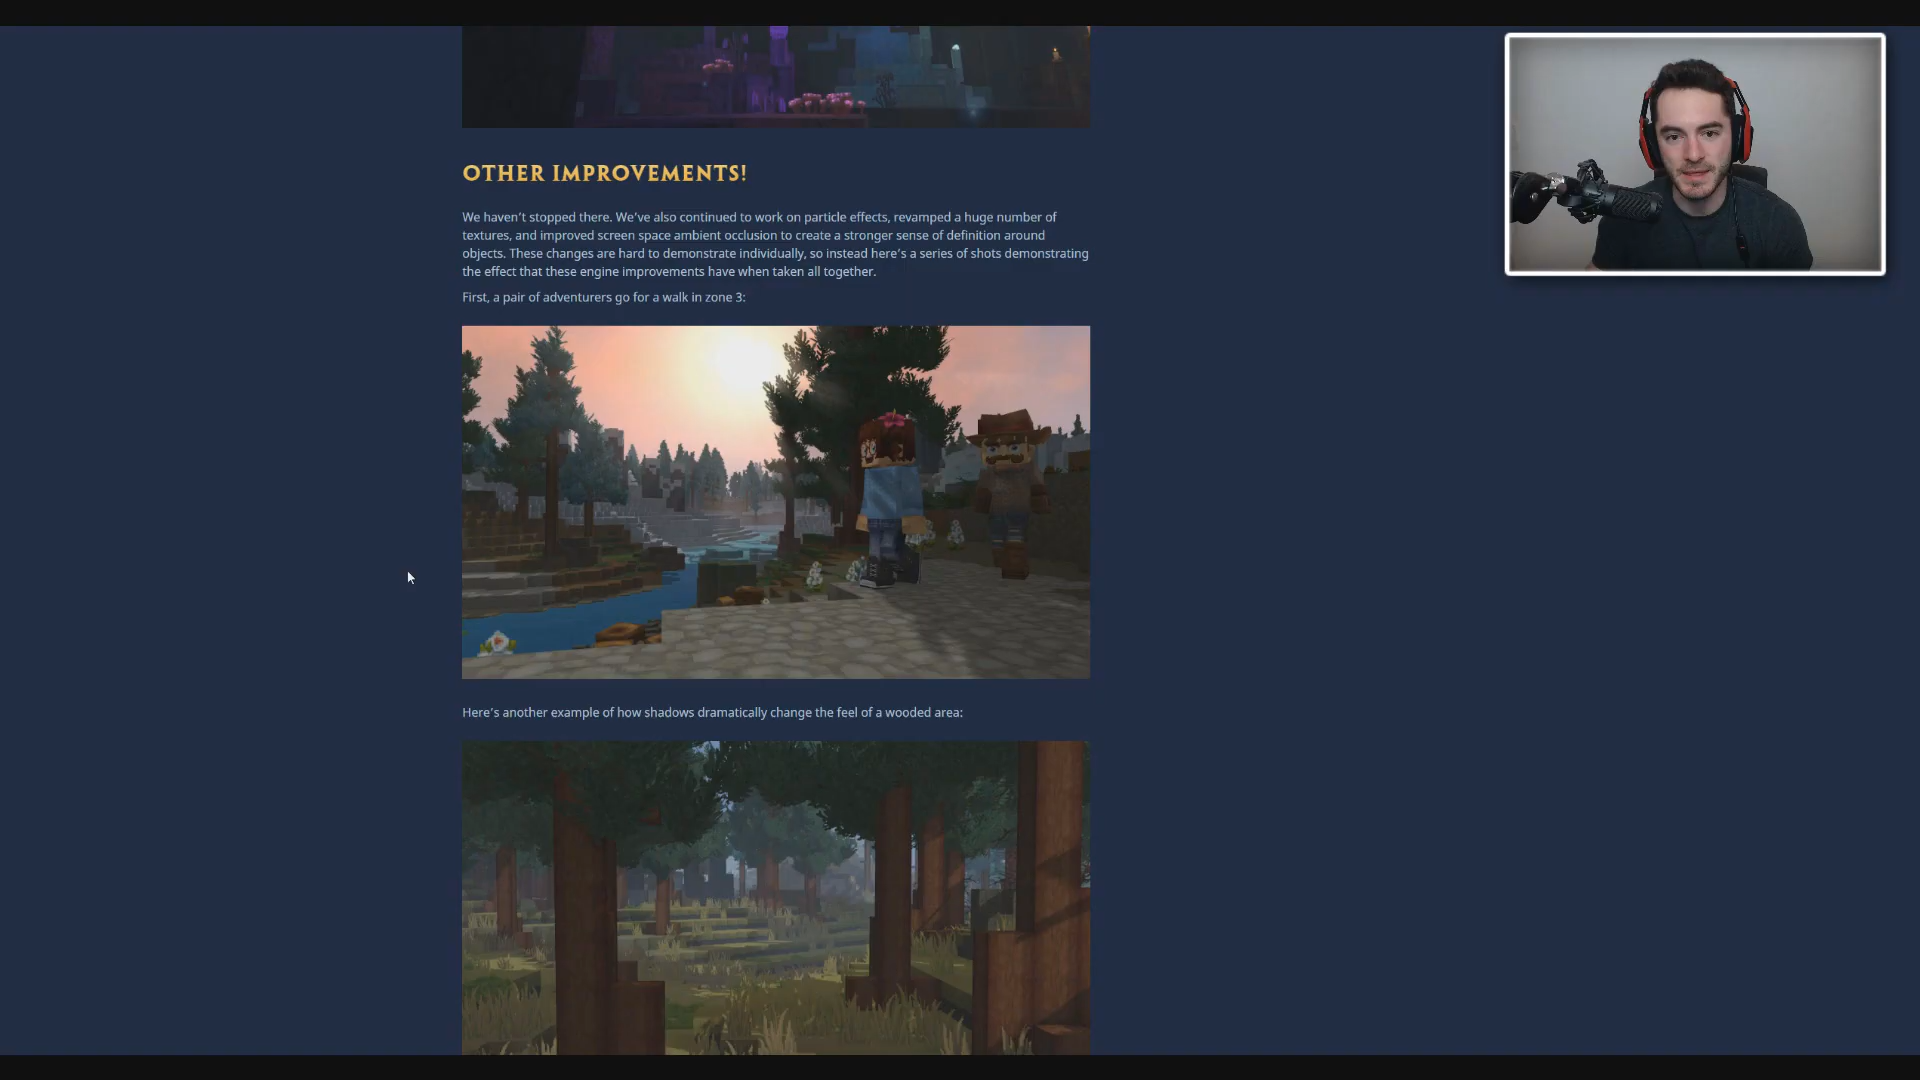 OTHER IMPROVEMENTS!
We haven't stopped there. We've also continued to work on particle effects, revamped a huge number of
textures, and improved screen space ambient occlusion to create a stronger sense of definition around
objects. These changes are hard to demonstrate individually, so instead here's a series of shots demonstrating
the effect that these engine improvements have when taken all together.
First, a pair of adventurers go for a walk in zone 3:
Here's another example of how shadows dramatically change the feel of a wooded area: